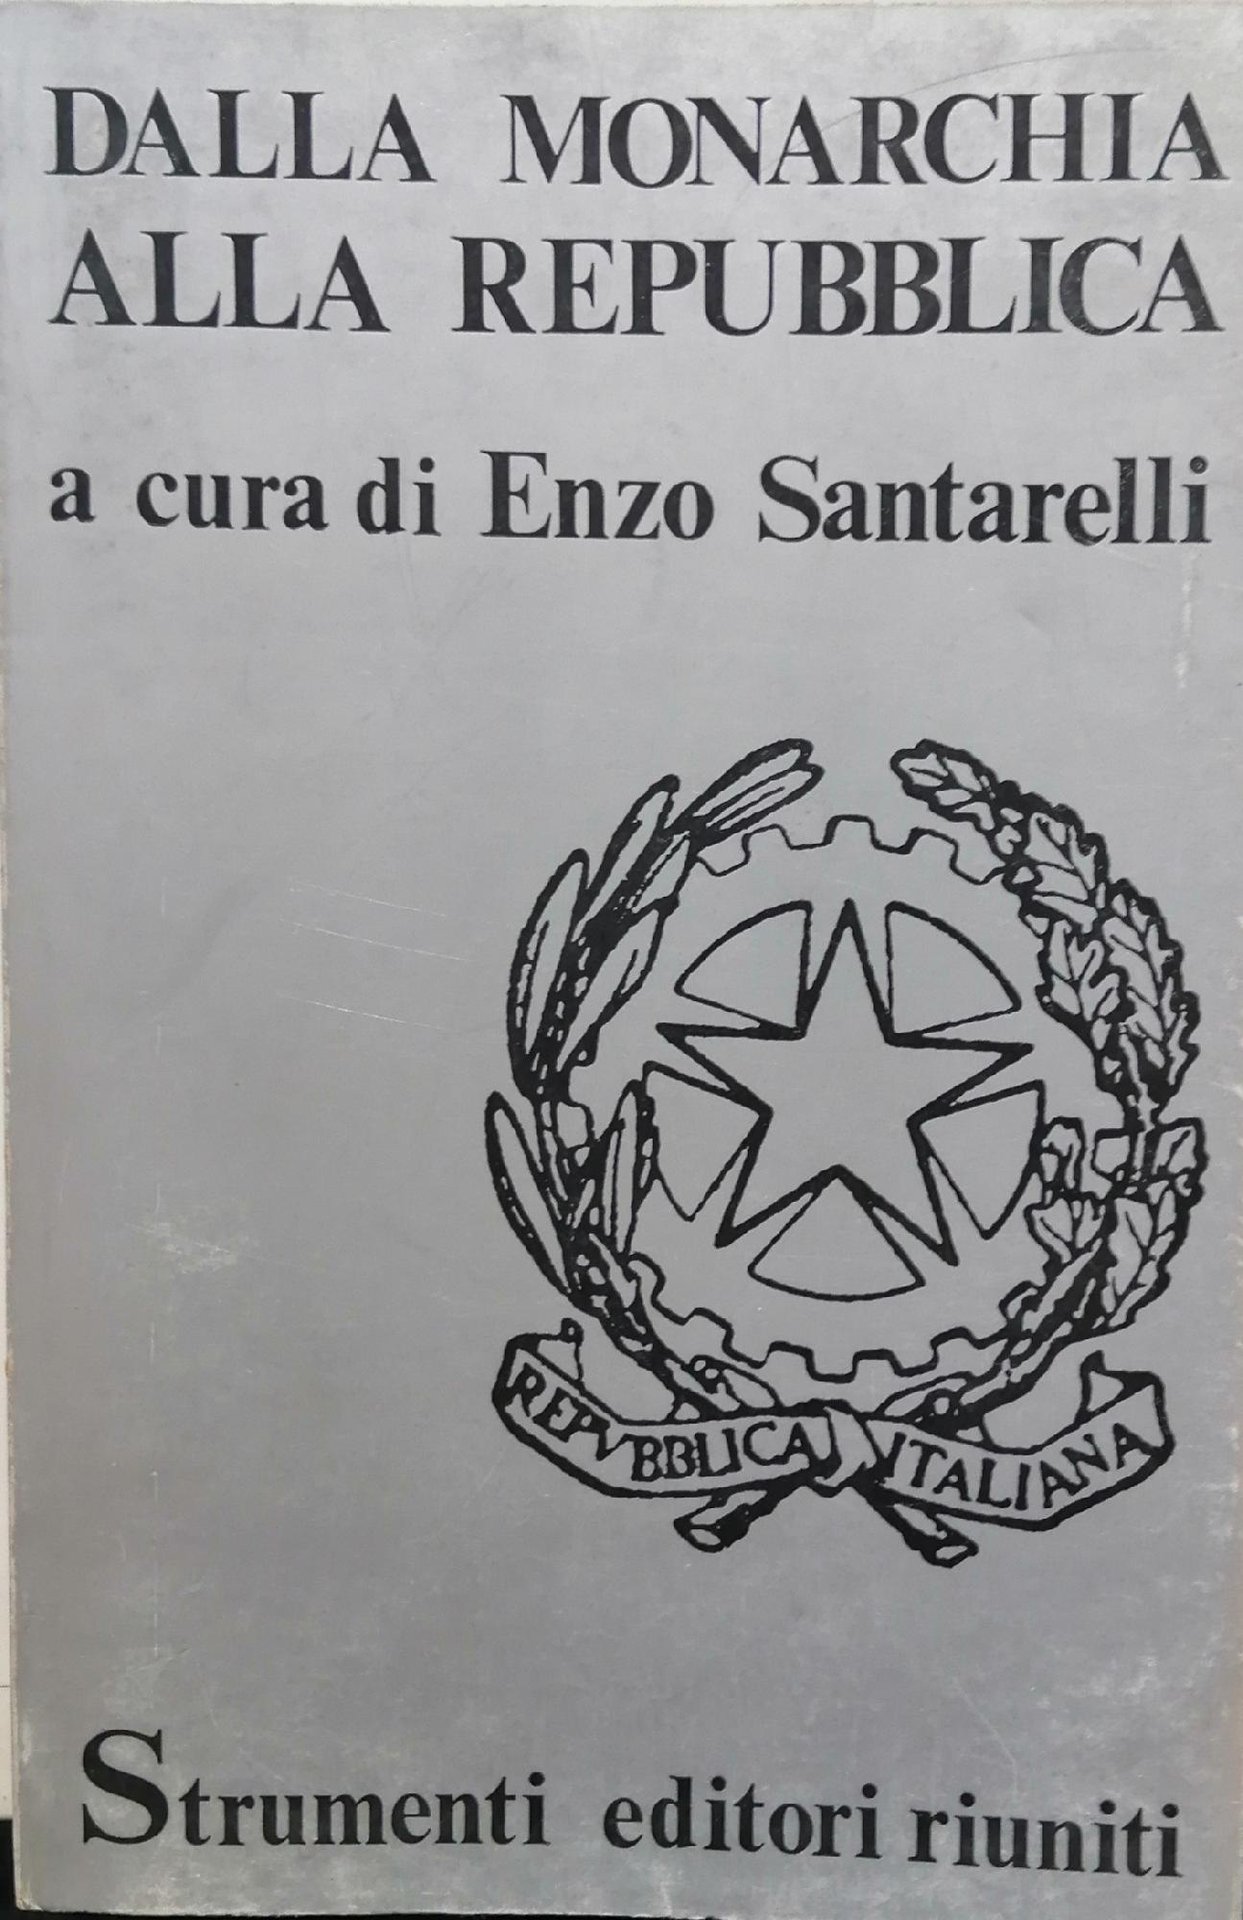 DALLA MONARCHIA
ALLA REPUBBLICA
a cura di Enzo Santarelli
REPVBBLICA ITALIANA
Strumenti editori riuniti